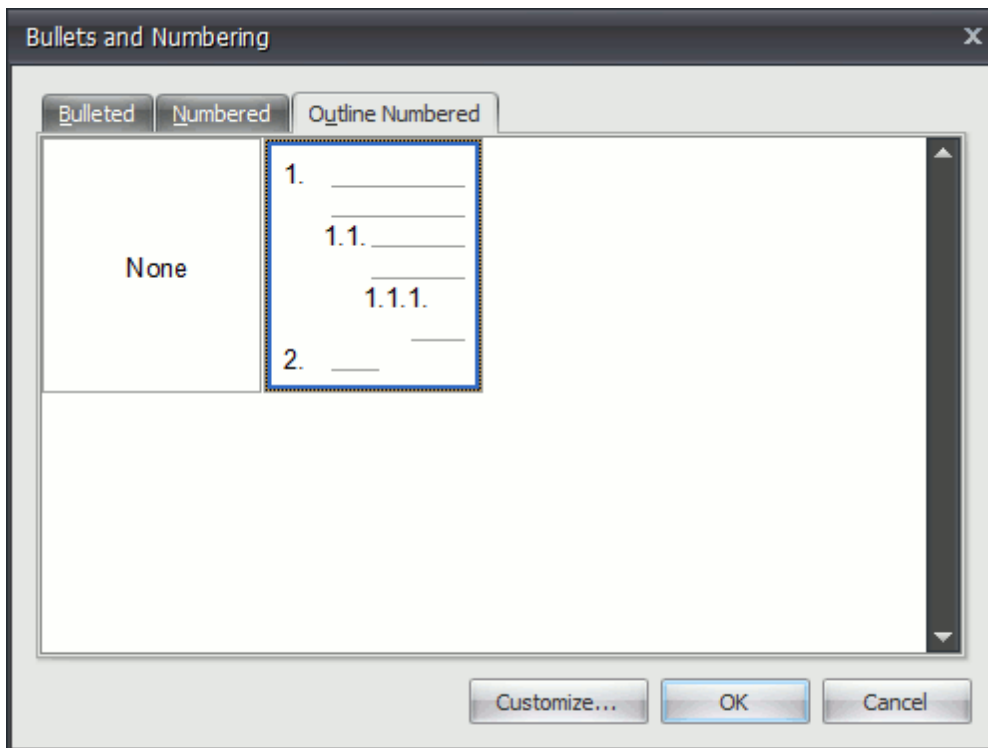 Bullets and Numbering x
Bulleted Numbered Outline Numbered
None
1.
1.1.
1.1.1.
2.
Customize... OK Cancel